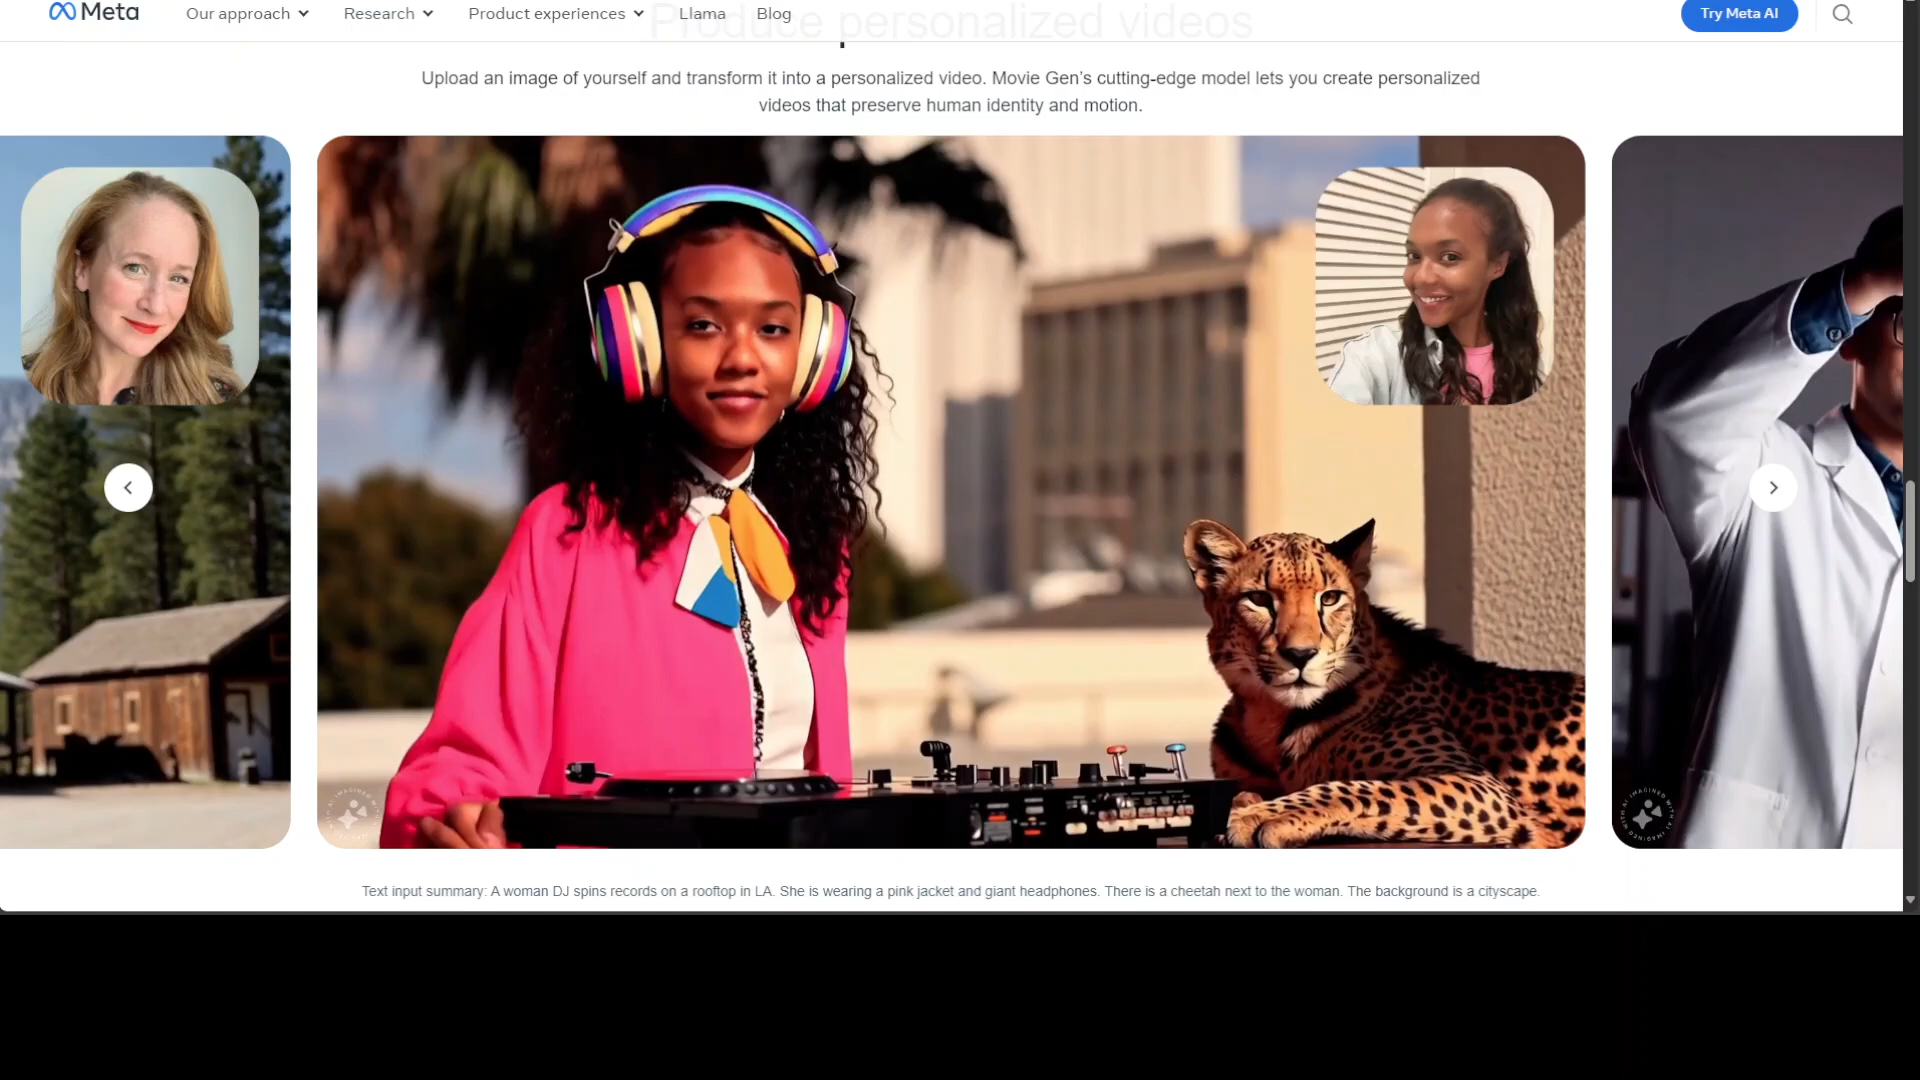 Meta
Our approach
Research
Product experiences
Llama
Blog
Try Meta AI
Produce personalized videos
Upload an image of yourself and transform it into a personalized video. Movie Gen’s cutting-edge model lets you create personalized
videos that preserve human identity and motion.
Text input summary: A woman DJ spins records on a rooftop in LA. She is wearing a pink jacket and giant headphones. There is a cheetah next to the woman. The background is a cityscape.